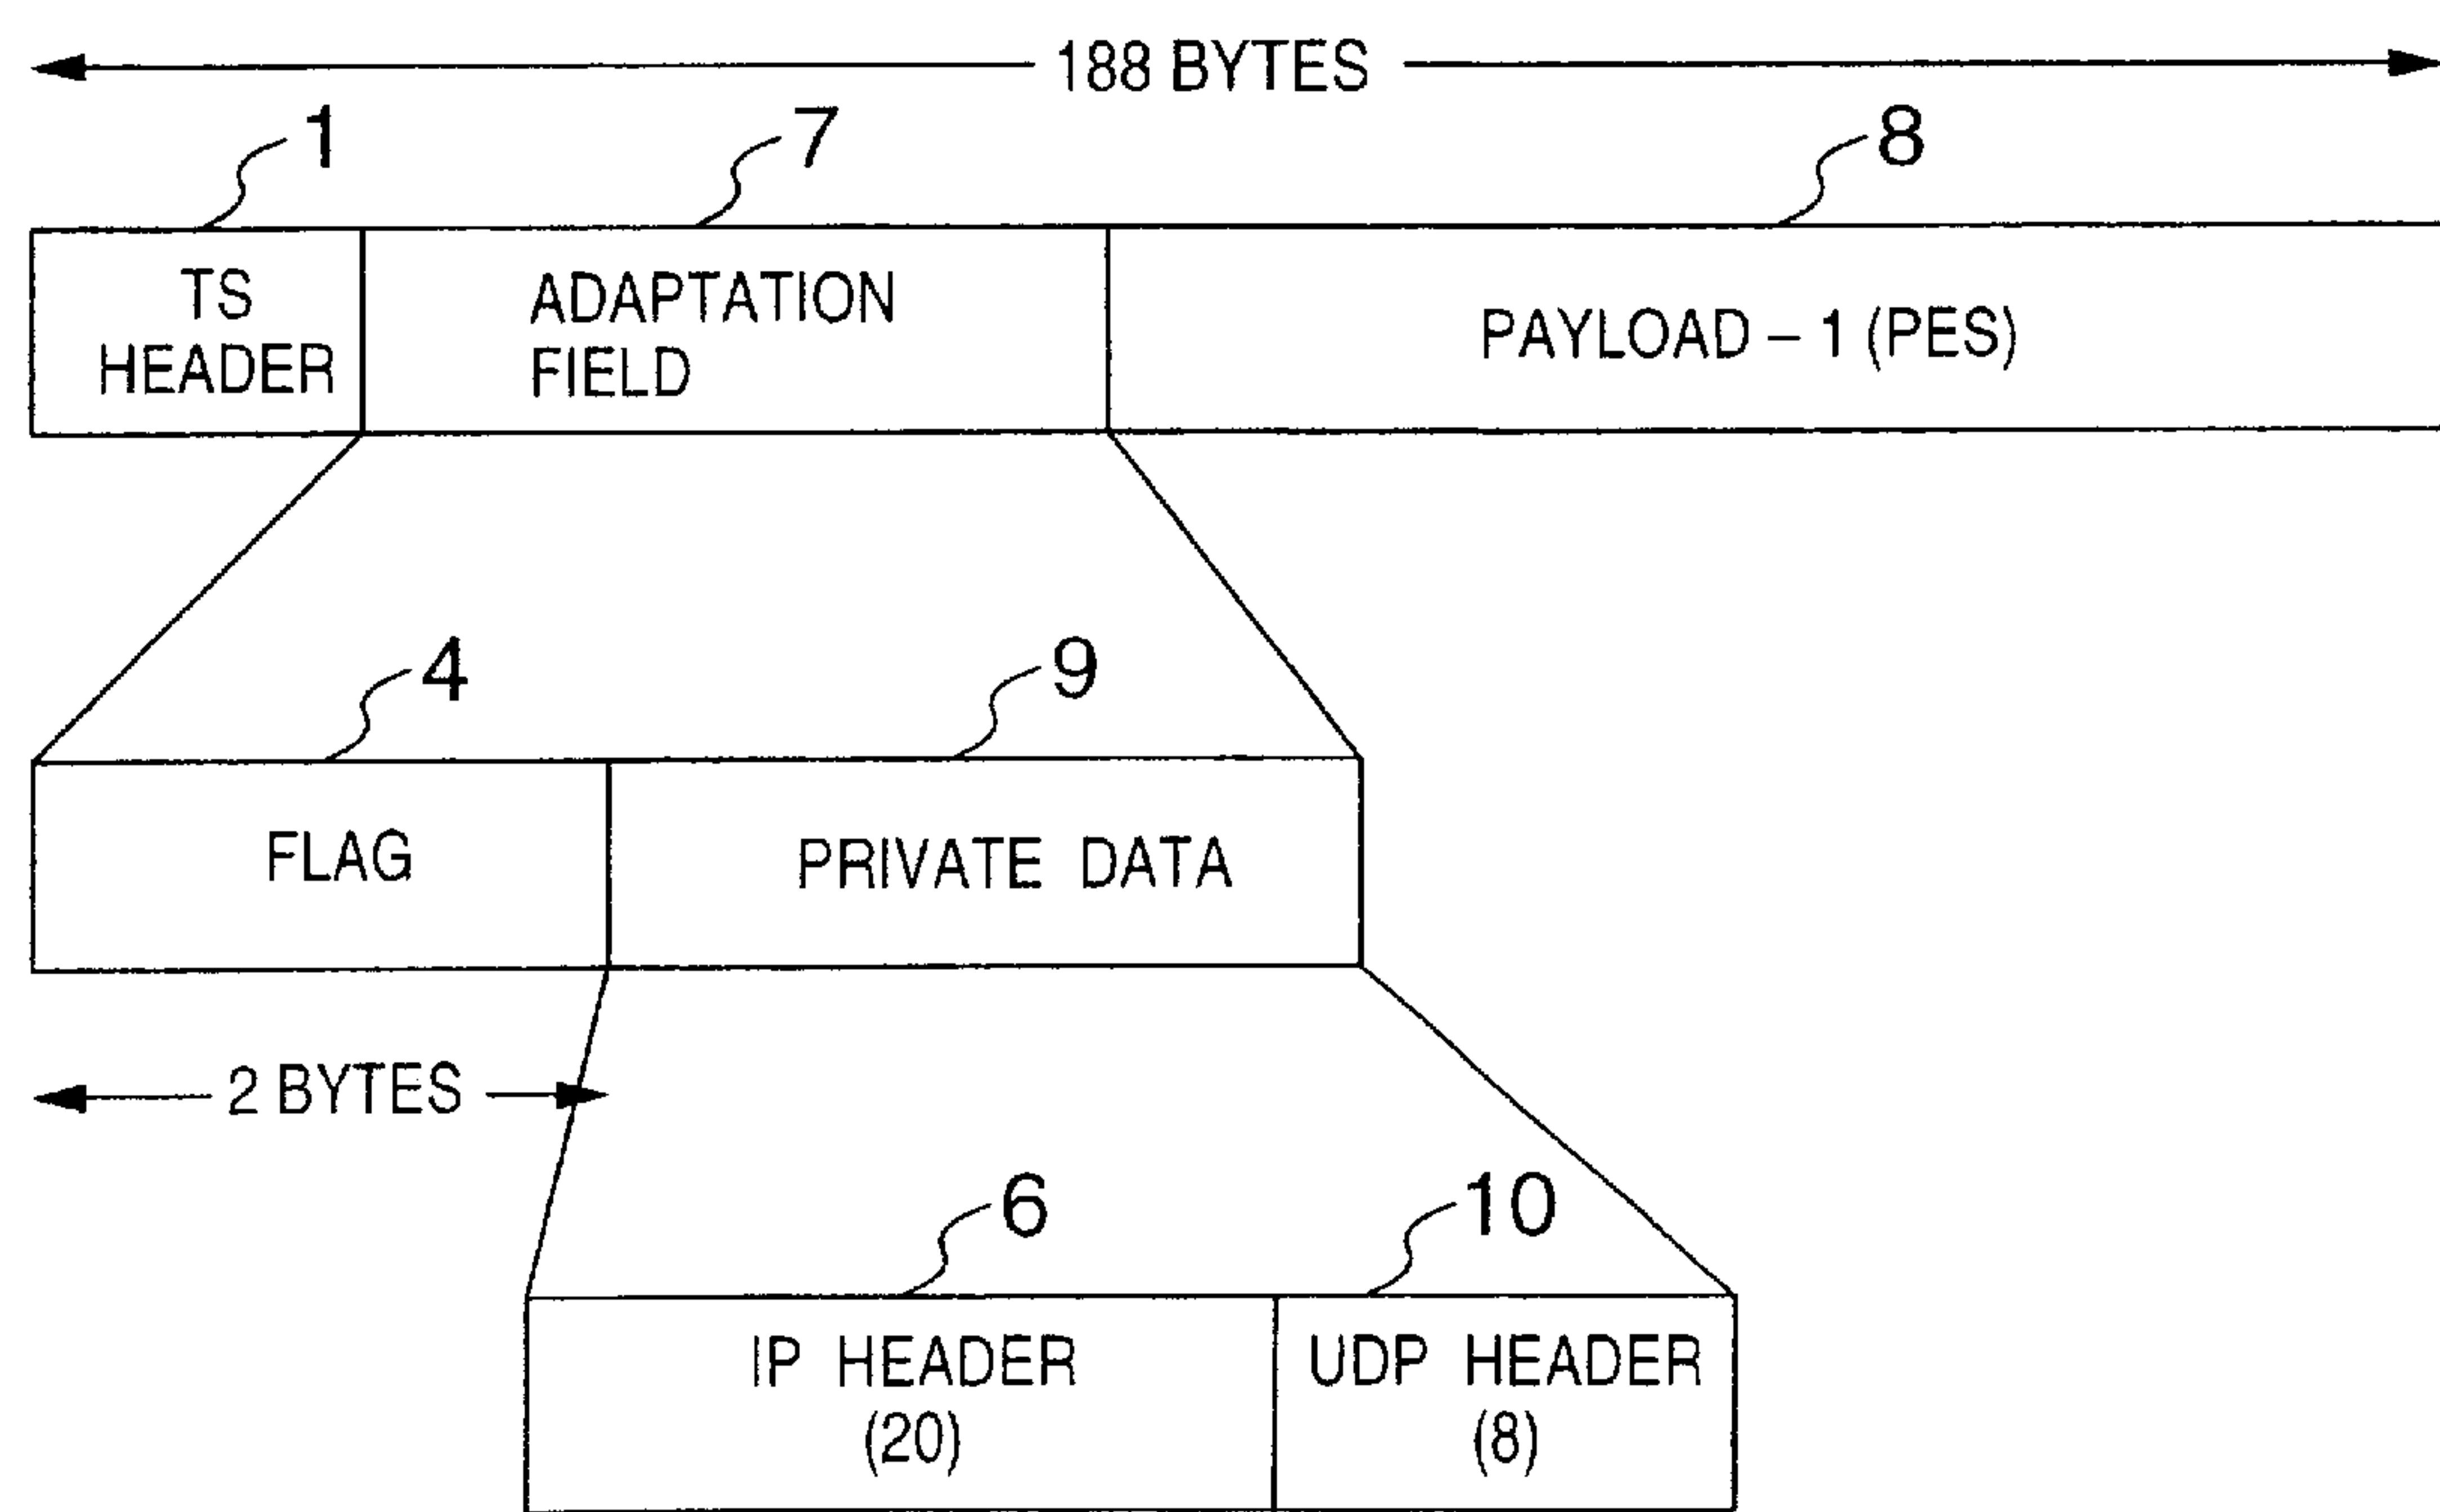 188 BYTES
1
7
8
TS
HEADER
ADAPTATION
FIELD
PAYLOAD – 1 (PES)
4
9
FLAG
PRIVATE DATA
2 BYTES
6
10
IP HEADER
(20)
UDP HEADER
(8)